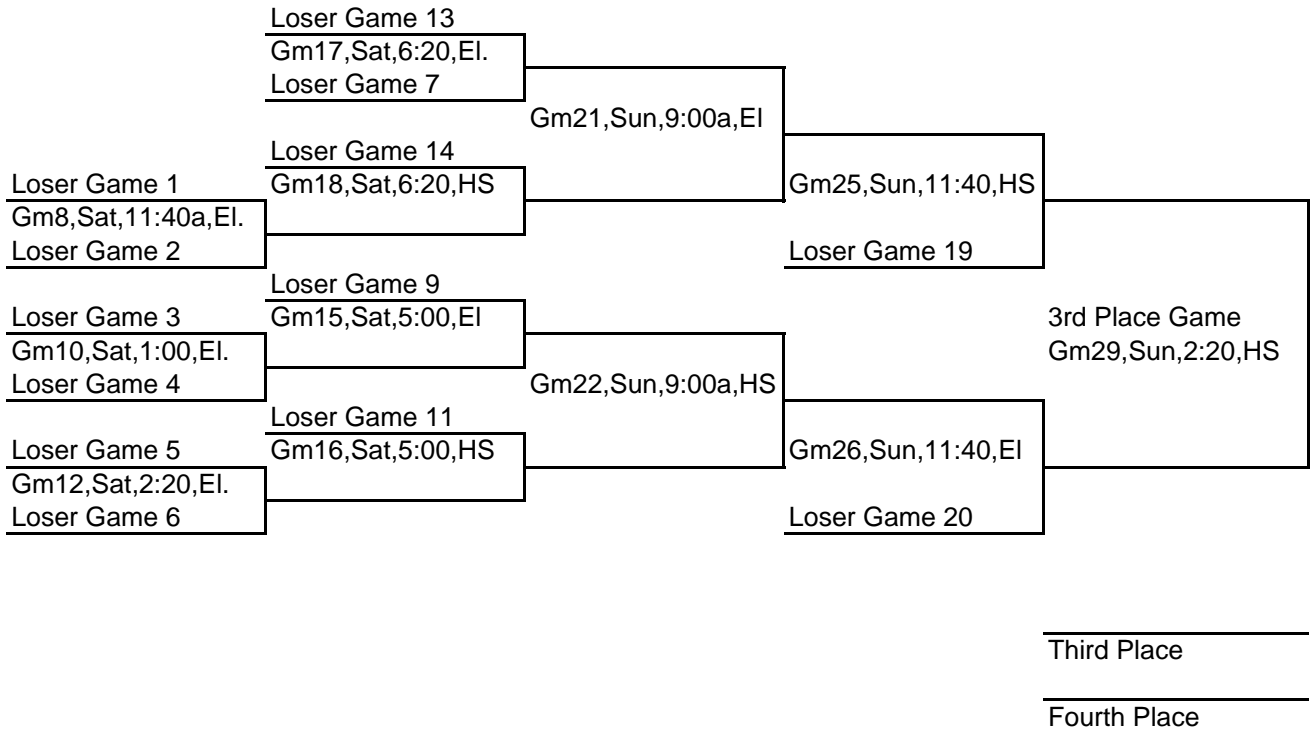 Loser Game 13
Gm17,Sat,6:20,El.
Loser Game 7
Gm21,Sun,9:00a,El
Loser Game 14
Loser Game 1
Gm18,Sat,6:20,HS
Gm25,Sun,11:40,HS
Gm8,Sat,11:40a,El.
Loser Game 2
Loser Game 19
Loser Game 9
Loser Game 3
Gm15,Sat,5:00,El
3rd Place Game
Gm10,Sat,1:00,El.
Gm29,Sun,2:20,HS
Loser Game 4
Gm22,Sun,9:00a,HS
Loser Game 11
Loser Game 5
Gm16,Sat,5:00,HS
Gm26,Sun,11:40,El
Gm12,Sat,2:20,El.
Loser Game 6
Loser Game 20
Third Place
Fourth Place